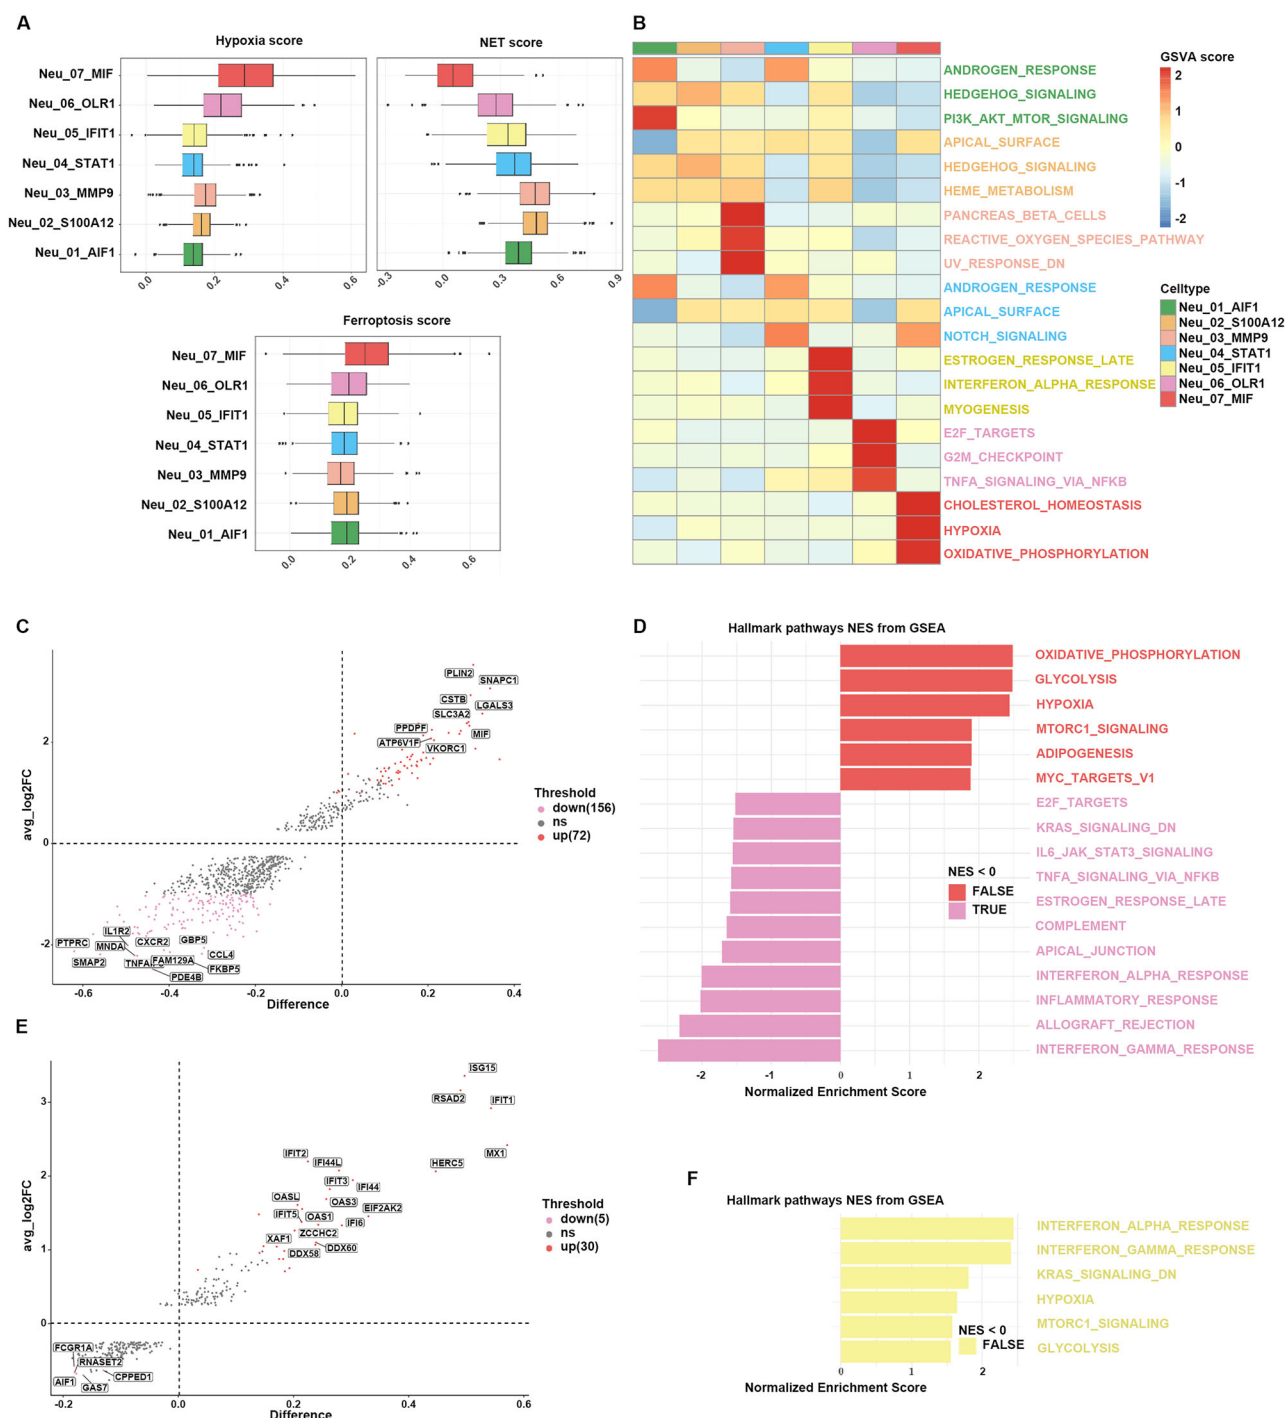 A
Hypoxia score
Neu_07_MIF
Neu_06_OLR1
Neu_05_IFIT1
Neu_04_STAT1
Neu_03_MMP9
Neu_02_S100A12
Neu_01_AIF1
0.0
0.2
0.4
0.6
NET score
-0.3
0.0
0.3
0.6
0.9
Ferroptosis score
Neu_07_MIF
Neu_06_OLR1
Neu_05_IFIT1
Neu_04_STAT1
Neu_03_MMP9
Neu_02_S100A12
Neu_01_AIF1
0.0
0.2
0.4
0.6
B
ANDROGEN_RESPONSE
HEDGEHOG_SIGNALING
PI3K_AKT_MTOR_SIGNALING
APICAL_SURFACE
HEDGEHOG_SIGNALING
HEME_METABOLISM
PANCREAS_BETA_CELLS
REACTIVE_OXYGEN_SPECIES_PATHWAY
UV_RESPONSE_DN
ANDROGEN_RESPONSE
APICAL_SURFACE
NOTCH_SIGNALING
ESTROGEN_RESPONSE_LATE
INTERFERON_ALPHA_RESPONSE
MYOGENESIS
E2F_TARGETS
G2M_CHECKPOINT
TNFA_SIGNALING_VIA_NFKB
CHOLESTEROL_HOMEOSTASIS
HYPOXIA
OXIDATIVE_PHOSPHORYLATION
GSVA score
2
1
0
-1
-2
Celltype
Neu_01_AIF1
Neu_02_S100A12
Neu_03_MMP9
Neu_04_STAT1
Neu_05_IFIT1
Neu_06_OLR1
Neu_07_MIF
C
avg_log2FC
2
0
-2
PLIN2
SNAPC1
CSTB
LGALS3
SLC3A2
PPDPF
MIF
ATP6V1F
VKORC1
IL1R2
PTPRC
MNDA
CXCR2
GBP5
CCL4
SMAP2
FAM129A
FKBP5
PDE4B
-0.6
-0.4
-0.2
0.0
0.2
0.4
Difference
Threshold
down(156)
ns
up(72)
D
Hallmark pathways NES from GSEA
OXIDATIVE_PHOSPHORYLATION
GLYCOLYSIS
HYPOXIA
MTORC1_SIGNALING
ADIPOGENESIS
MYC_TARGETS_V1
E2F_TARGETS
KRAS_SIGNALING_DN
IL6_JAK_STAT3_SIGNALING
TNFA_SIGNALING_VIA_NFKB
ESTROGEN_RESPONSE_LATE
COMPLEMENT
APICAL_JUNCTION
INTERFERON_ALPHA_RESPONSE
INFLAMMATORY_RESPONSE
ALLOGRAFT_REJECTION
INTERFERON_GAMMA_RESPONSE
NES < 0
FALSE
TRUE
-2
-1
0
1
2
Normalized Enrichment Score
E
avg_log2FC
3
2
1
0
ISG15
RSAD2
IFIT1
IFIT2
IFI44L
MX1
HERC5
IFIT3
IFI44
OASL
OAS3
EIF2AK2
IFIT5
OAS1
IFI6
XAF1
ZCCHC2
DDX58
DDX60
FCGR1A
RNASET2
AIF1
CPPED1
GAS7
-0.2
0.0
0.2
0.4
0.6
Difference
Threshold
down(5)
ns
up(30)
F
Hallmark pathways NES from GSEA
INTERFERON_ALPHA_RESPONSE
INTERFERON_GAMMA_RESPONSE
KRAS_SIGNALING_DN
HYPOXIA
MTORC1_SIGNALING
GLYCOLYSIS
NES < 0
FALSE
0
1
2
Normalized Enrichment Score